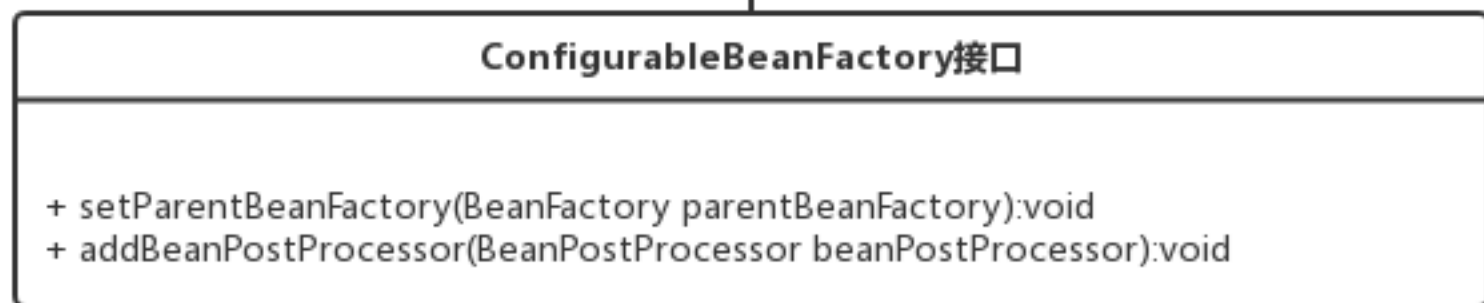 ConfigurableBeanFactory接口
+ setParentBeanFactory(BeanFactory parentBeanFactory):void
+ addBeanPostProcessor(BeanPostProcessor beanPostProcessor):void